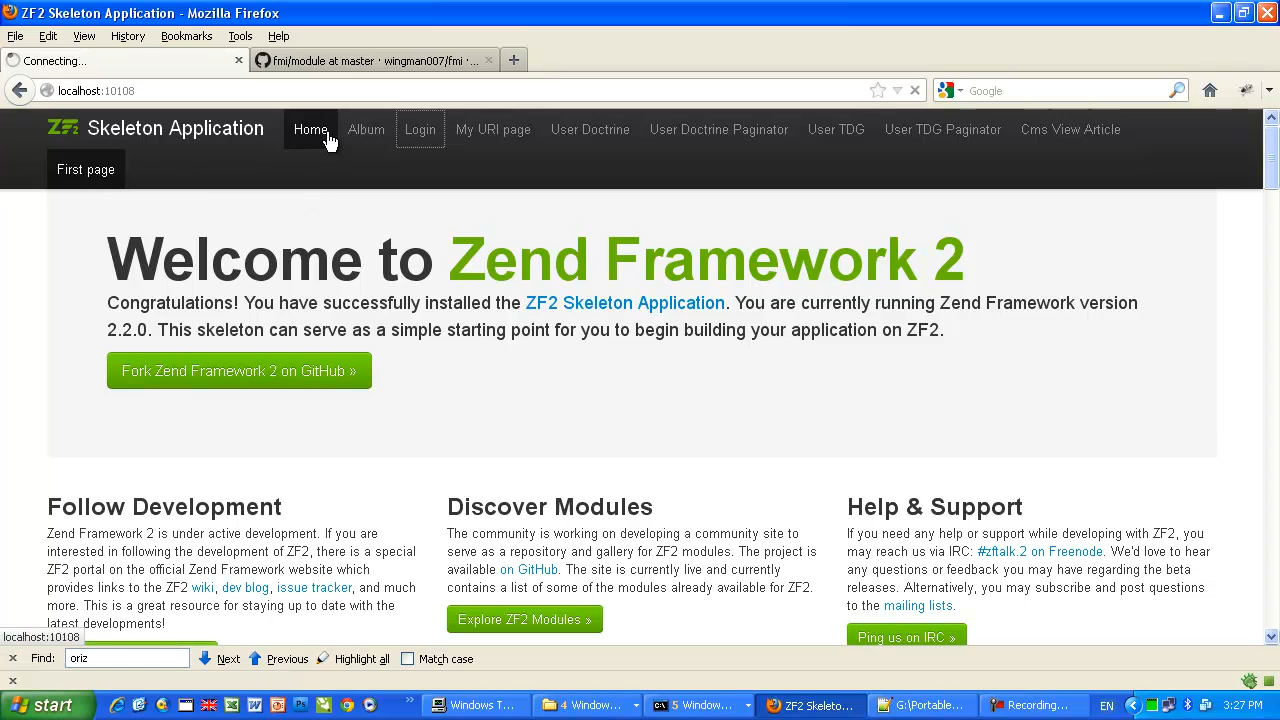 ZF2 Skeleton Application - Mozilla Firefox
File Edit View History Bookmarks Tools Help
Connecting...
fmi/module at master · wingman007/fmi · ...
localhost:10108
Google
ZF2 Skeleton Application Home Album Login My URI page User Doctrine User Doctrine Paginator User TDG User TDG Paginator Cms View Article
First page
Welcome to Zend Framework 2
Congratulations! You have successfully installed the ZF2 Skeleton Application. You are currently running Zend Framework version
2.2.0. This skeleton can serve as a simple starting point for you to begin building your application on ZF2.
Fork Zend Framework 2 on GitHub »
Follow Development
Zend Framework 2 is under active development. If you are
interested in following the development of ZF2, there is a special
ZF2 portal on the official Zend Framework website which
provides links to the ZF2 wiki, dev blog, issue tracker, and much
more. This is a great resource for staying up to date with the
latest developments!
Discover Modules
The community is working on developing a community site to
serve as a repository and gallery for ZF2 modules. The project is
available on GitHub. The site is currently live and currently
contains a list of some of the modules already available for ZF2.
Explore ZF2 Modules »
Help & Support
If you need any help or support while developing with ZF2, you
may reach us via IRC: #zftalk.2 on Freenode. We'd love to hear
any questions or feedback you may have regarding the beta
releases. Alternatively, you may subscribe and post questions
to the mailing lists.
Ping us on IRC »
localhost:10108
Find: oriz Next Previous Highlight all Match case
start
Windows T...
4 Window...
5 Window...
ZF2 Skeleto...
G:\Portable...
Recording...
EN
3:27 PM